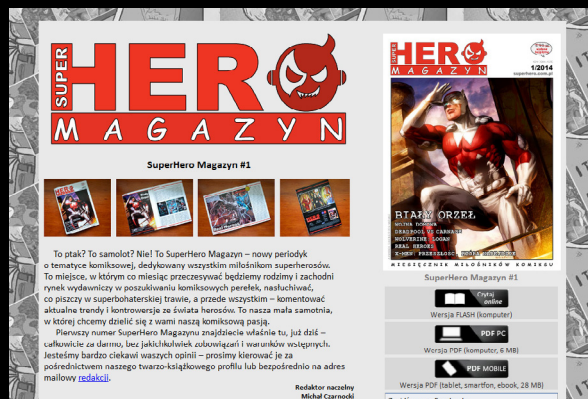 SUPER
HERO
MAGAZYN
SuperHero Magazyn #1
To ptak? To samolot? Nie! To SuperHero Magazyn – nowy periodyk
o tematyce komiksowej, dedykowany wszystkim miłośnikom superherosów.
To miejsce, w którym co miesiąc przeczesywać będziemy rodzimy i zachodni
rynek wydawniczy w poszukiwaniu komiksowych perełek, nasłuchiwać,
co piszczy w superbohaterskiej trawie, a przede wszystkim – komentować
aktualne trendy i kontrowersje ze świata herosów. To nasza mała samotnia,
w której chcemy dzielić się z wami naszą komiksową pasją.
Pierwszy numer SuperHero Magazynu znajdziecie właśnie tu, już dziś –
całkowicie za darmo, bez jakichkolwiek zobowiązań i warunków wstępnych.
Jesteśmy bardzo ciekawi waszych opinii – prosimy kierować je za
pośrednictwem naszego twarzo-książkowego profilu lub bezpośrednio na adres
mailowy redakcji.
Redaktor naczelny
Michał Czarnocki
SUPER
HERO
MAGAZYN
1/2014
superhero.com.pl
BIAŁY ORZEŁ
DEADPOOL VS CARNAGE
WOLVERINE LOGAN
REAL HEROES
MIESIĘCZNIK MIŁOŚNIKÓW KOMIKSU
SuperHero Magazyn #1
Czytaj
online
Wersja FLASH (komputer)
PDF PC
Wersja PDF (komputer, 6 MB)
PDF MOBILE
Wersja PDF (tablet, smartfon, ebook, 28 MB)